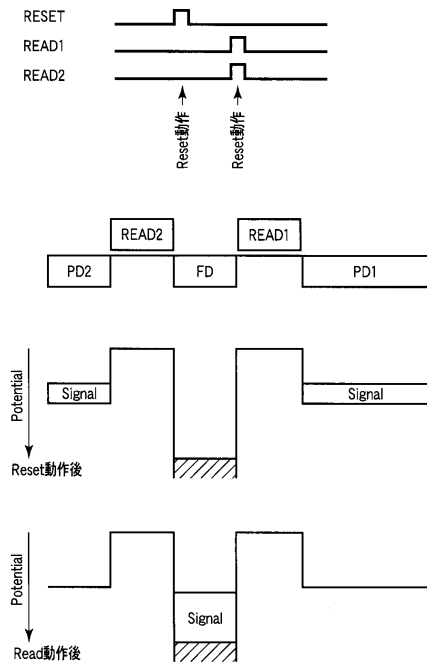 RESET
READ1
READ2
Reset動作
Reset動作
READ2
READ1
PD2
FD
PD1
Potential
Signal
Signal
Reset動作後
Potential
Signal
Read動作後